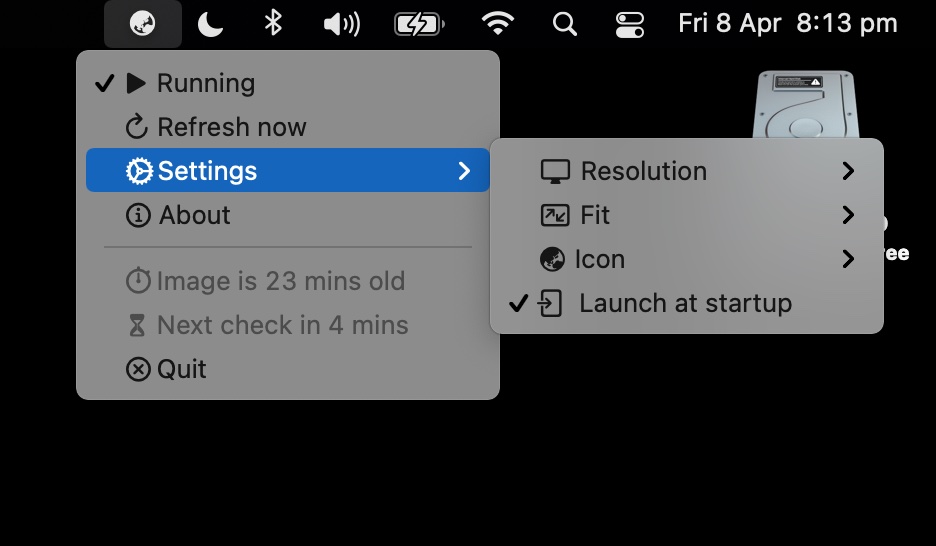 Fri 8 Apr 8:13 pm
Running
Refresh now
Settings
About
Image is 23 mins old
Next check in 4 mins
Quit
Resolution
Fit
Icon
Launch at startup
ee